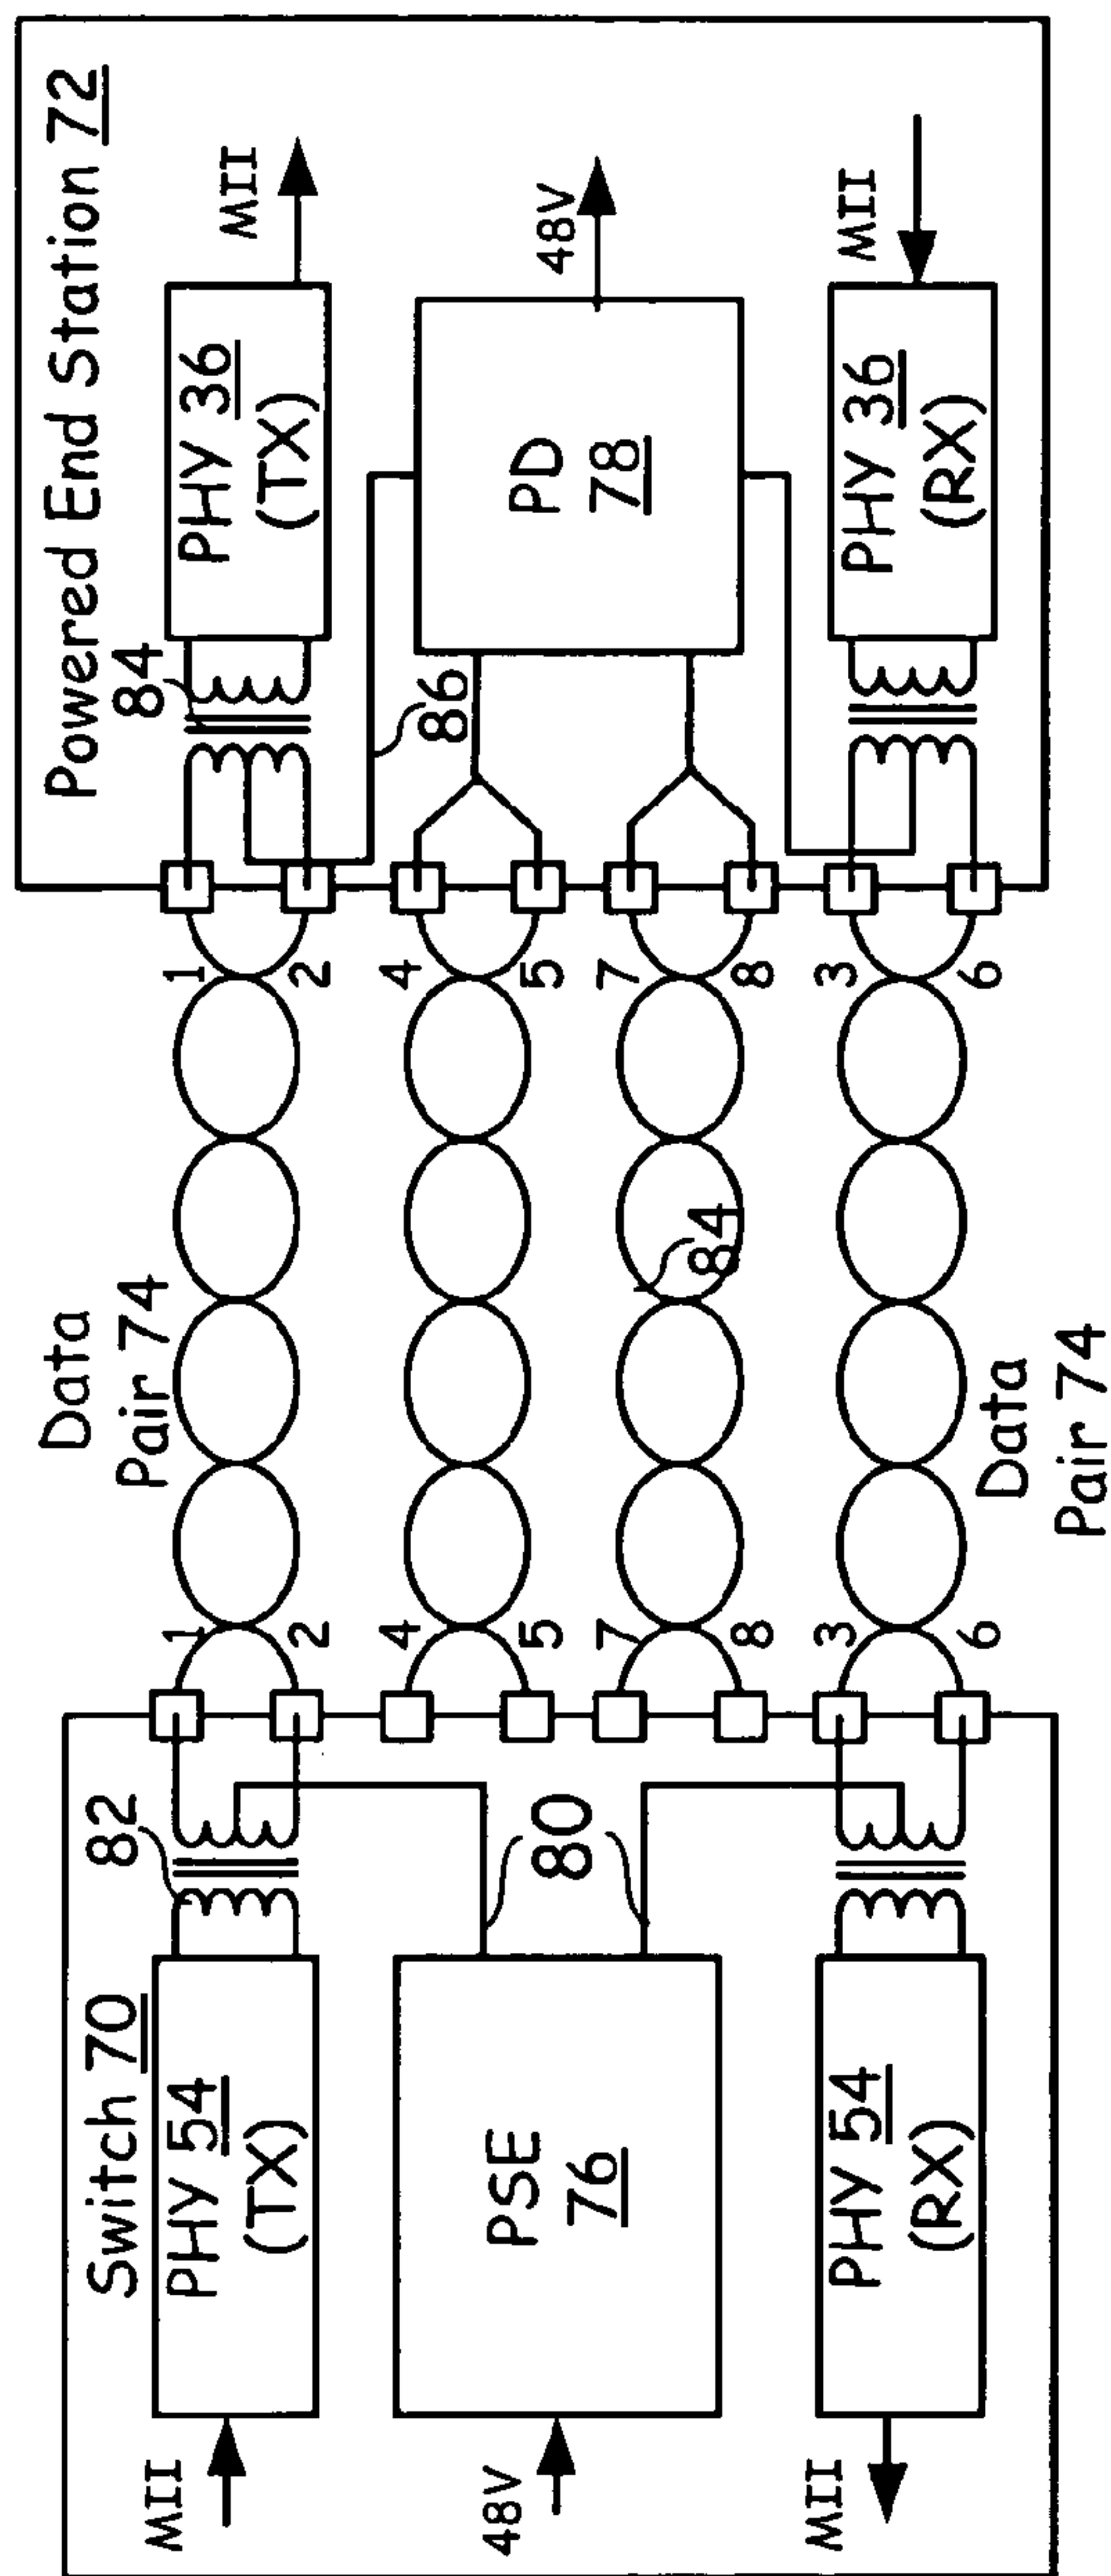 Switch 70
PHY 54
(TX)
MII
82
PSE
76
48V
80
PHY 54
(RX)
MII
1
2
4
5
7
8
3
6
Data
Pair 74
84
Data
Pair 74
1
2
4
5
7
8
3
6
Powered End Station 72
84
PHY 36
(TX)
MII
86
PD
78
48V
PHY 36
(RX)
MII